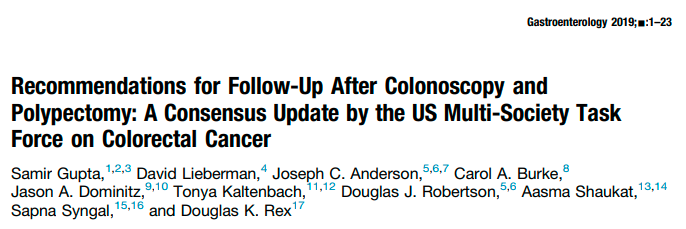 Gastroenterology 2019;■:1–23
Recommendations for Follow-Up After Colonoscopy and
Polypectomy: A Consensus Update by the US Multi-Society Task
Force on Colorectal Cancer
Samir Gupta,1,2,3 David Lieberman,4 Joseph C. Anderson,5,6,7 Carol A. Burke,8
Jason A. Dominitz,9,10 Tonya Kaltenbach,11,12 Douglas J. Robertson,5,6 Aasma Shaukat,13,14
Sapna Syngal,15,16 and Douglas K. Rex17